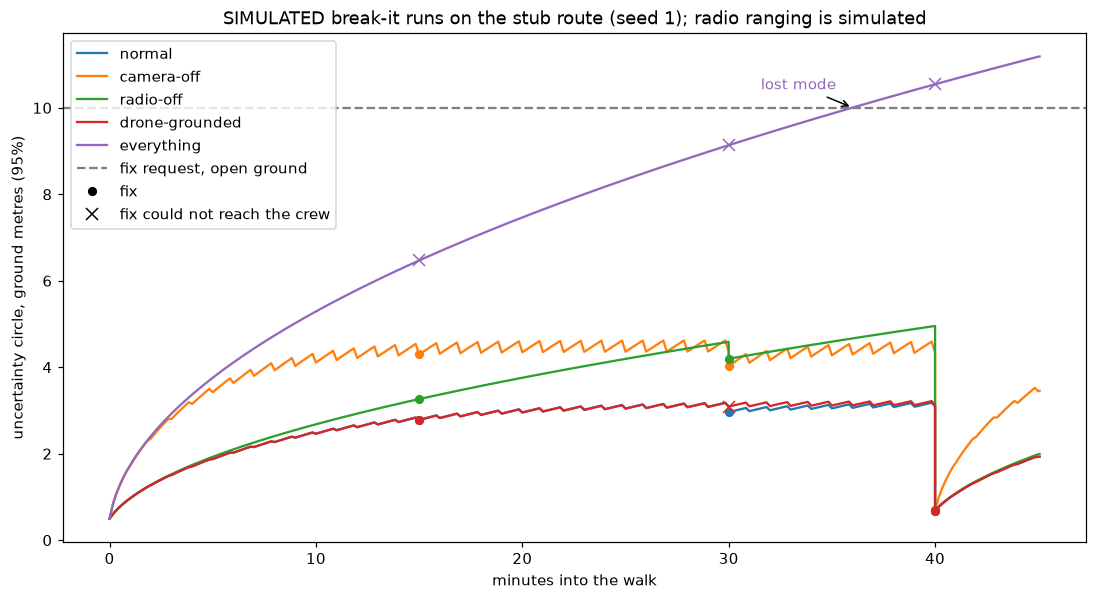 SIMULATED break-it runs on the stub route (seed 1); radio ranging is simulated
normal
camera-off
radio-off
drone-grounded
everything
fix request, open ground
fix
fix could not reach the crew
lost mode
uncertainty circle, ground metres (95%)
10
8
6
4
2
0
0 10 20 30 40
minutes into the walk